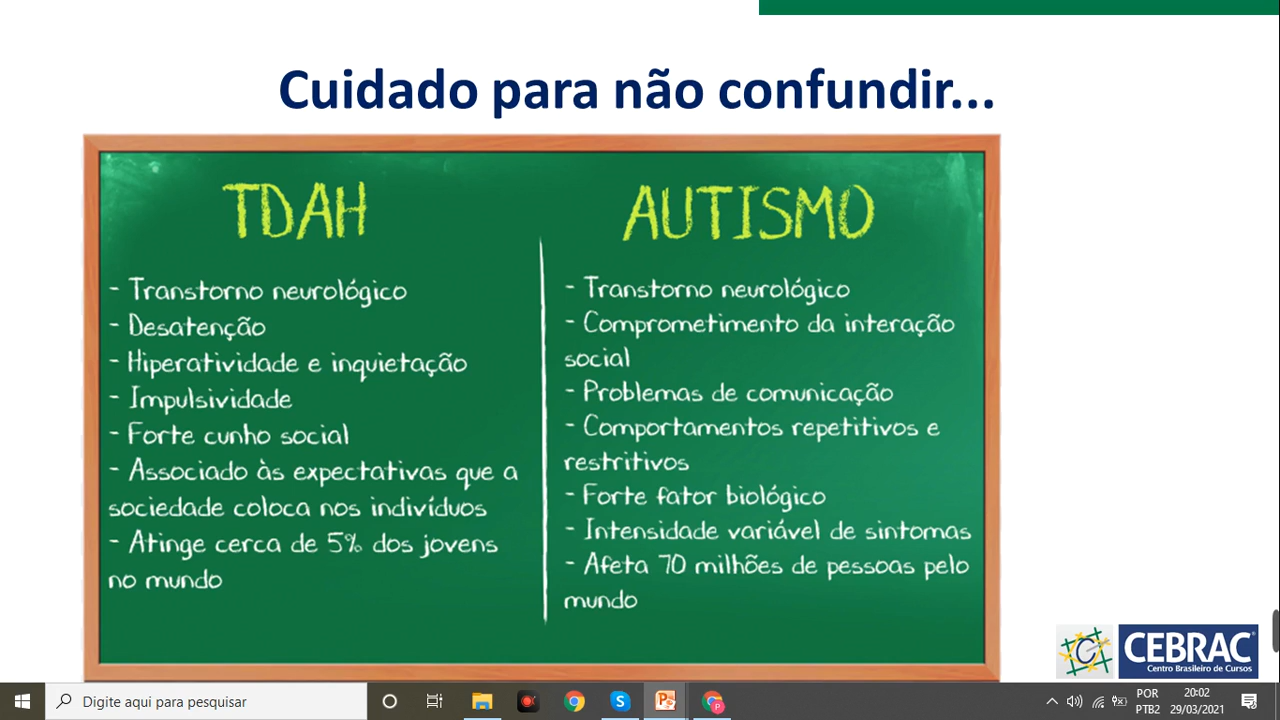 Cuidado para não confundir...
TDAH
- Transtorno neurológico
- Desatenção
- Hiperatividade e inquietação
- Impulsividade
- Forte cunho social
- Associado às expectativas que a
sociedade coloca nos indivíduos
- Atinge cerca de 5% dos jovens
no mundo
AUTISMO
- Transtorno neurológico
- Comprometimento da interação
social
- Problemas de comunicação
- Comportamentos repetitivos e
restritivos
- Forte fator biológico
- Intensidade variável de sintomas
- Afeta 70 milhões de pessoas pelo
mundo
C
CEBRAC
Centro Brasileiro de Cursos
Digite aqui para pesquisar
S
P
P
POR
PTB2
20:02
29/03/2021